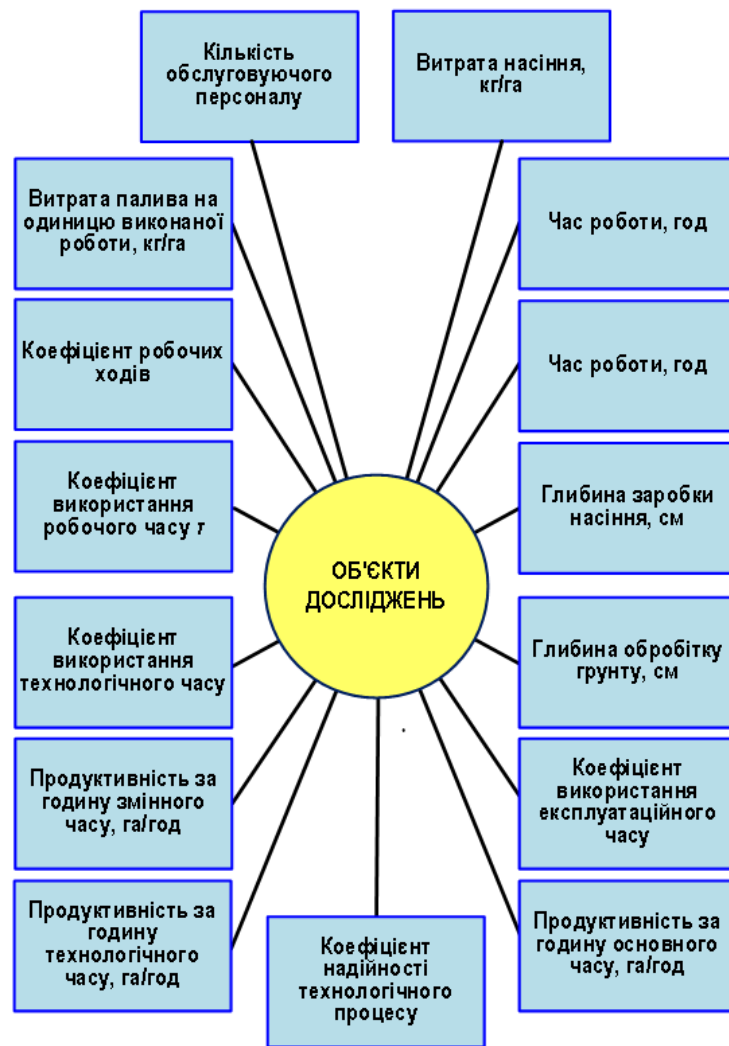 Кількість
обслуговуючого
персоналу
Витрата насіння,
кг/га
Витрата палива на
одиницю виконаної
роботи, кг/га
Час роботи, год
Коефіцієнт робочих
ходів
Час роботи, год
Коефіцієнт
використання
робочого часу τ
Глибина заробки
насіння, см
ОБ'ЄКТИ
ДОСЛІДЖЕНЬ
Коефіцієнт
використання
технологічного часу
Глибина обробітку
грунту, см
Продуктивність за
годину змінного
часу, га/год
Коефіцієнт
використання
експлуатаційного
часу
Продуктивність за
годину
технологічного
часу, га/год
Коефіцієнт
надійності
технологічного
процесу
Продуктивність за
годину основного
часу, га/год